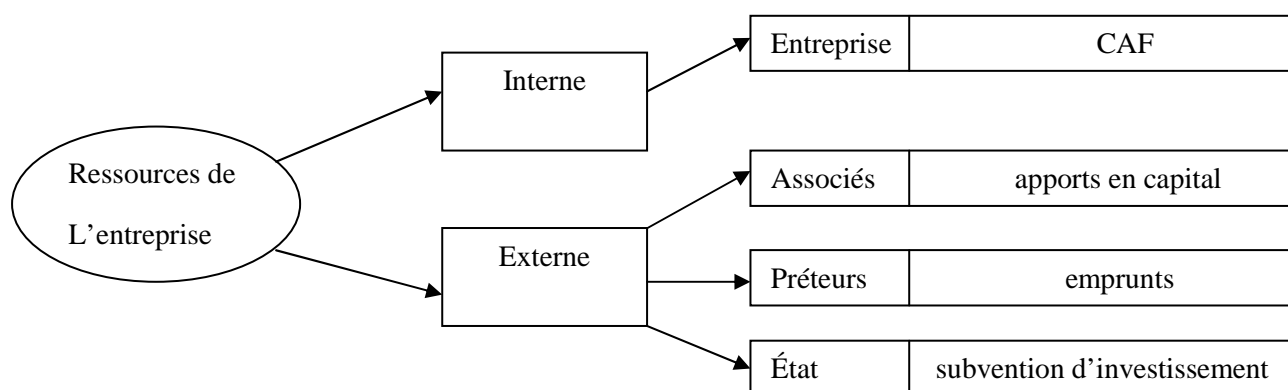 Entreprise CAF
Interne
Ressources de
L’entreprise
Associés apports en capital
Externe
Préteurs emprunts
État subvention d’investissement